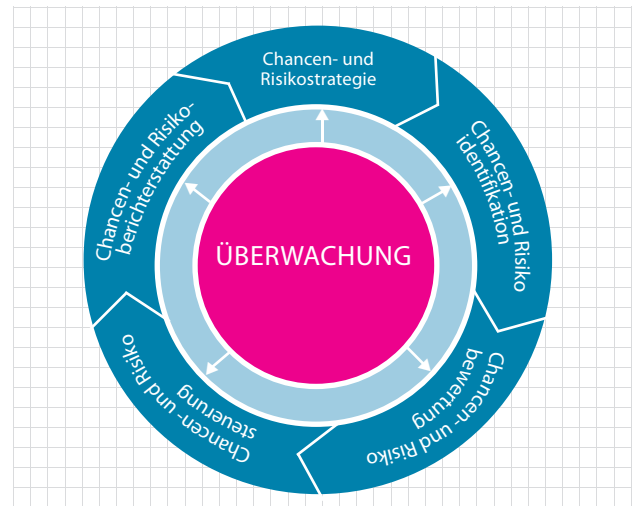 Chancen- und
Risikostrategie
Chancen- und Risiko
identifikation
Chancen- und Risiko
bewertung
Chancen- und Risiko
steuerung
Chancen- und Risiko-
berichterstattung
ÜBERWACHUNG